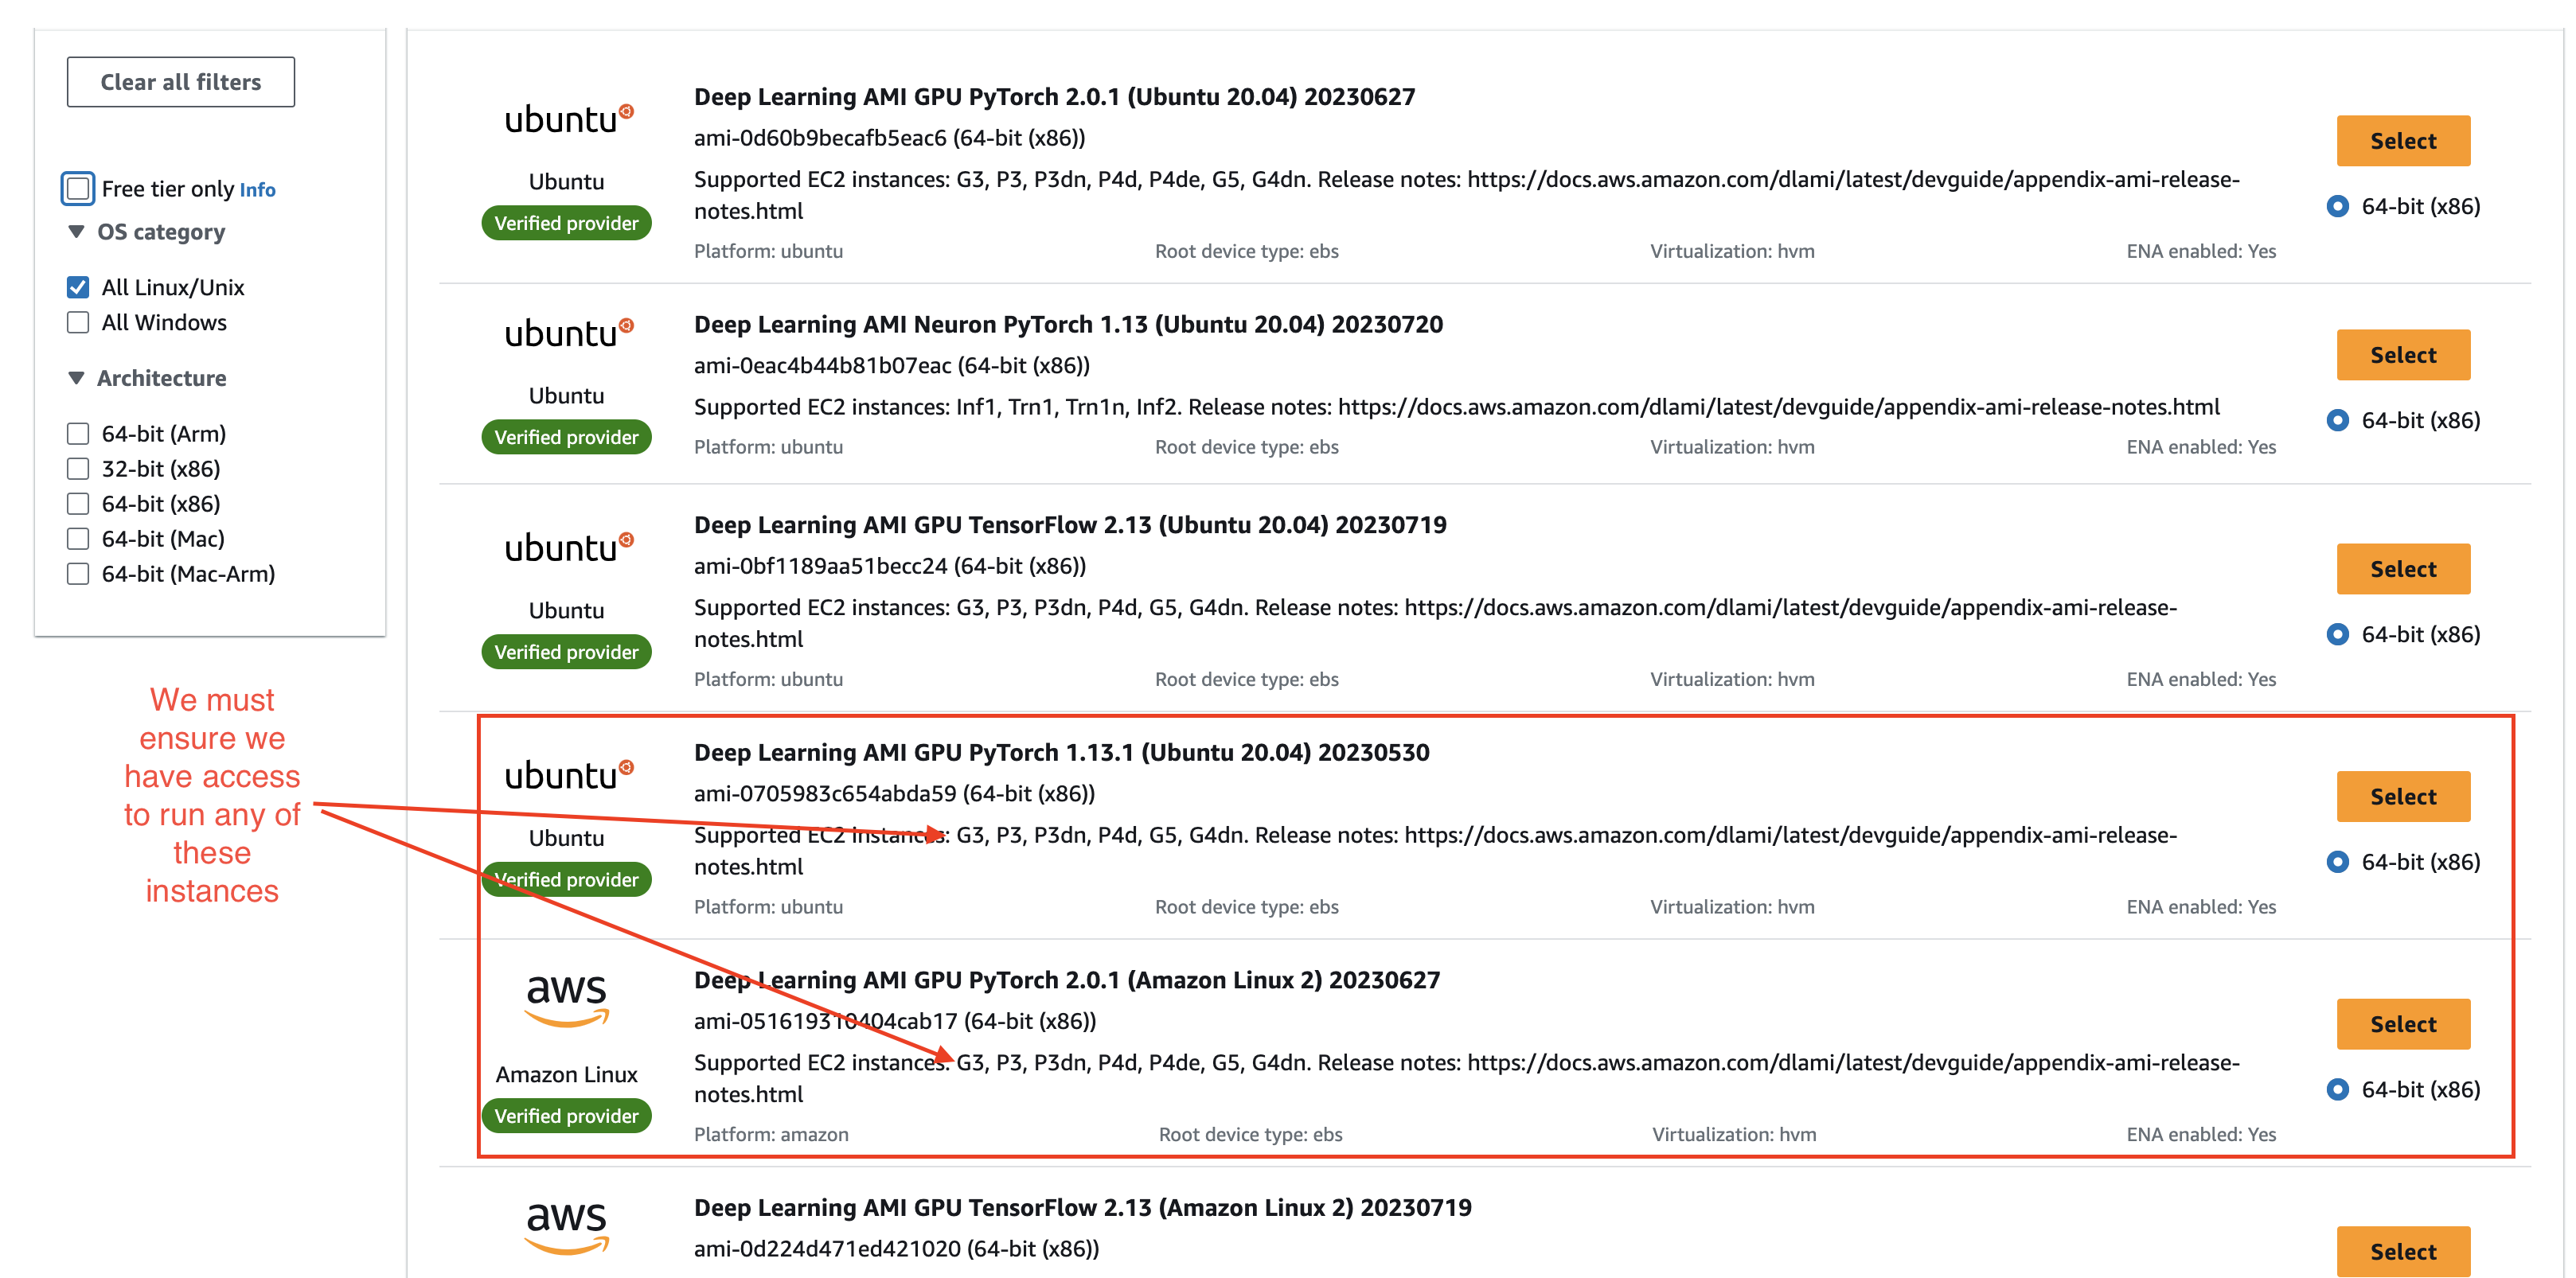 Clear all filters
Free tier only Info
OS category
All Linux/Unix
All Windows
Architecture
64-bit (Arm)
32-bit (x86)
64-bit (x86)
64-bit (Mac)
64-bit (Mac-Arm)
We must
ensure we
have access
to run any of
these
instances
ubuntu
Ubuntu
Verified provider
Deep Learning AMI GPU PyTorch 2.0.1 (Ubuntu 20.04) 20230627
ami-0d60b9becafb5eac6 (64-bit (x86))
Supported EC2 instances: G3, P3, P3dn, P4d, P4de, G5, G4dn. Release notes: https://docs.aws.amazon.com/dlami/latest/devguide/appendix-ami-release-
notes.html
Platform: ubuntu Root device type: ebs Virtualization: hvm ENA enabled: Yes
Select
64-bit (x86)
ubuntu
Ubuntu
Verified provider
Deep Learning AMI Neuron PyTorch 1.13 (Ubuntu 20.04) 20230720
ami-0eac4b44b81b07eac (64-bit (x86))
Supported EC2 instances: Inf1, Trn1, Trn1n, Inf2. Release notes: https://docs.aws.amazon.com/dlami/latest/devguide/appendix-ami-release-notes.html
Platform: ubuntu Root device type: ebs Virtualization: hvm ENA enabled: Yes
Select
64-bit (x86)
ubuntu
Ubuntu
Verified provider
Deep Learning AMI GPU TensorFlow 2.13 (Ubuntu 20.04) 20230719
ami-0bf1189aa51becc24 (64-bit (x86))
Supported EC2 instances: G3, P3, P3dn, P4d, G5, G4dn. Release notes: https://docs.aws.amazon.com/dlami/latest/devguide/appendix-ami-release-
notes.html
Platform: ubuntu Root device type: ebs Virtualization: hvm ENA enabled: Yes
Select
64-bit (x86)
ubuntu
Ubuntu
Verified provider
Deep Learning AMI GPU PyTorch 1.13.1 (Ubuntu 20.04) 20230530
ami-0705983c654abda59 (64-bit (x86))
Supported EC2 instances: G3, P3, P3dn, P4d, G5, G4dn. Release notes: https://docs.aws.amazon.com/dlami/latest/devguide/appendix-ami-release-
notes.html
Platform: ubuntu Root device type: ebs Virtualization: hvm ENA enabled: Yes
Select
64-bit (x86)
aws
Amazon Linux
Verified provider
Deep Learning AMI GPU PyTorch 2.0.1 (Amazon Linux 2) 20230627
ami-051619310404cab17 (64-bit (x86))
Supported EC2 instances: G3, P3, P3dn, P4d, P4de, G5, G4dn. Release notes: https://docs.aws.amazon.com/dlami/latest/devguide/appendix-ami-release-
notes.html
Platform: amazon Root device type: ebs Virtualization: hvm ENA enabled: Yes
Select
64-bit (x86)
aws
Deep Learning AMI GPU TensorFlow 2.13 (Amazon Linux 2) 20230719
ami-0d224d471ed421020 (64-bit (x86))
Select